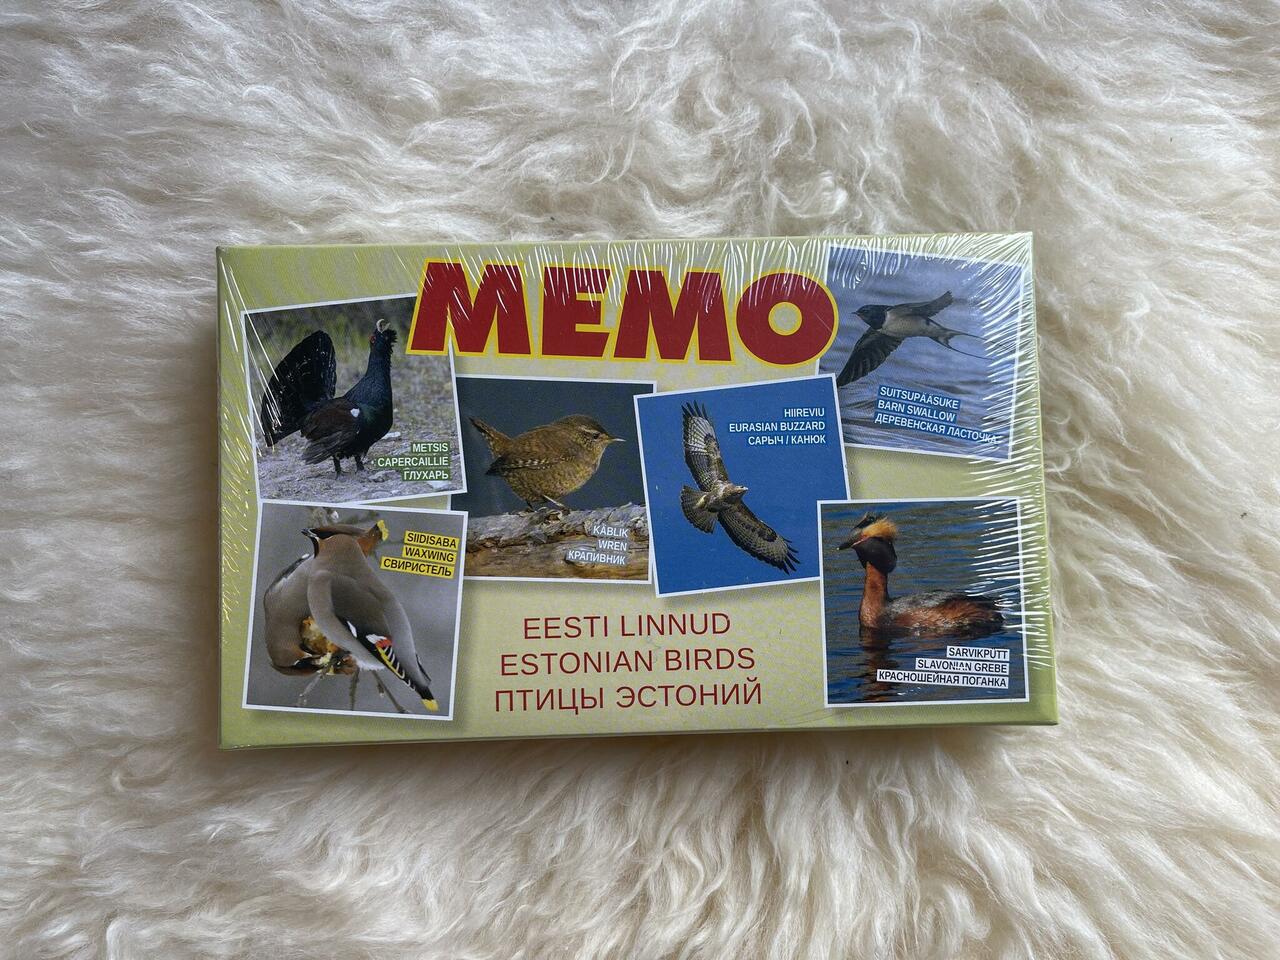 MEMO
METSIS
CAPERCAILLIE
ГЛУХАРЬ
KÄBLIK
WREN
КРАПИВНИК
HIIREVIU
EURASIAN BUZZARD
САРЫЧ / КАНЮК
SUITSUPÄÄSUKE
BARN SWALLOW
ДЕРЕВЕНСКАЯ ЛАСТОЧКА
SIIDISABA
WAXWING
СВИРИСТЕЛЬ
SARVIKPÜTT
SLAVONIAN GREBE
КРАСНОШЕЙНАЯ ПОГАНКА
EESTI LINNUD
ESTONIAN BIRDS
ПТИЦЫ ЭСТОНИЙ